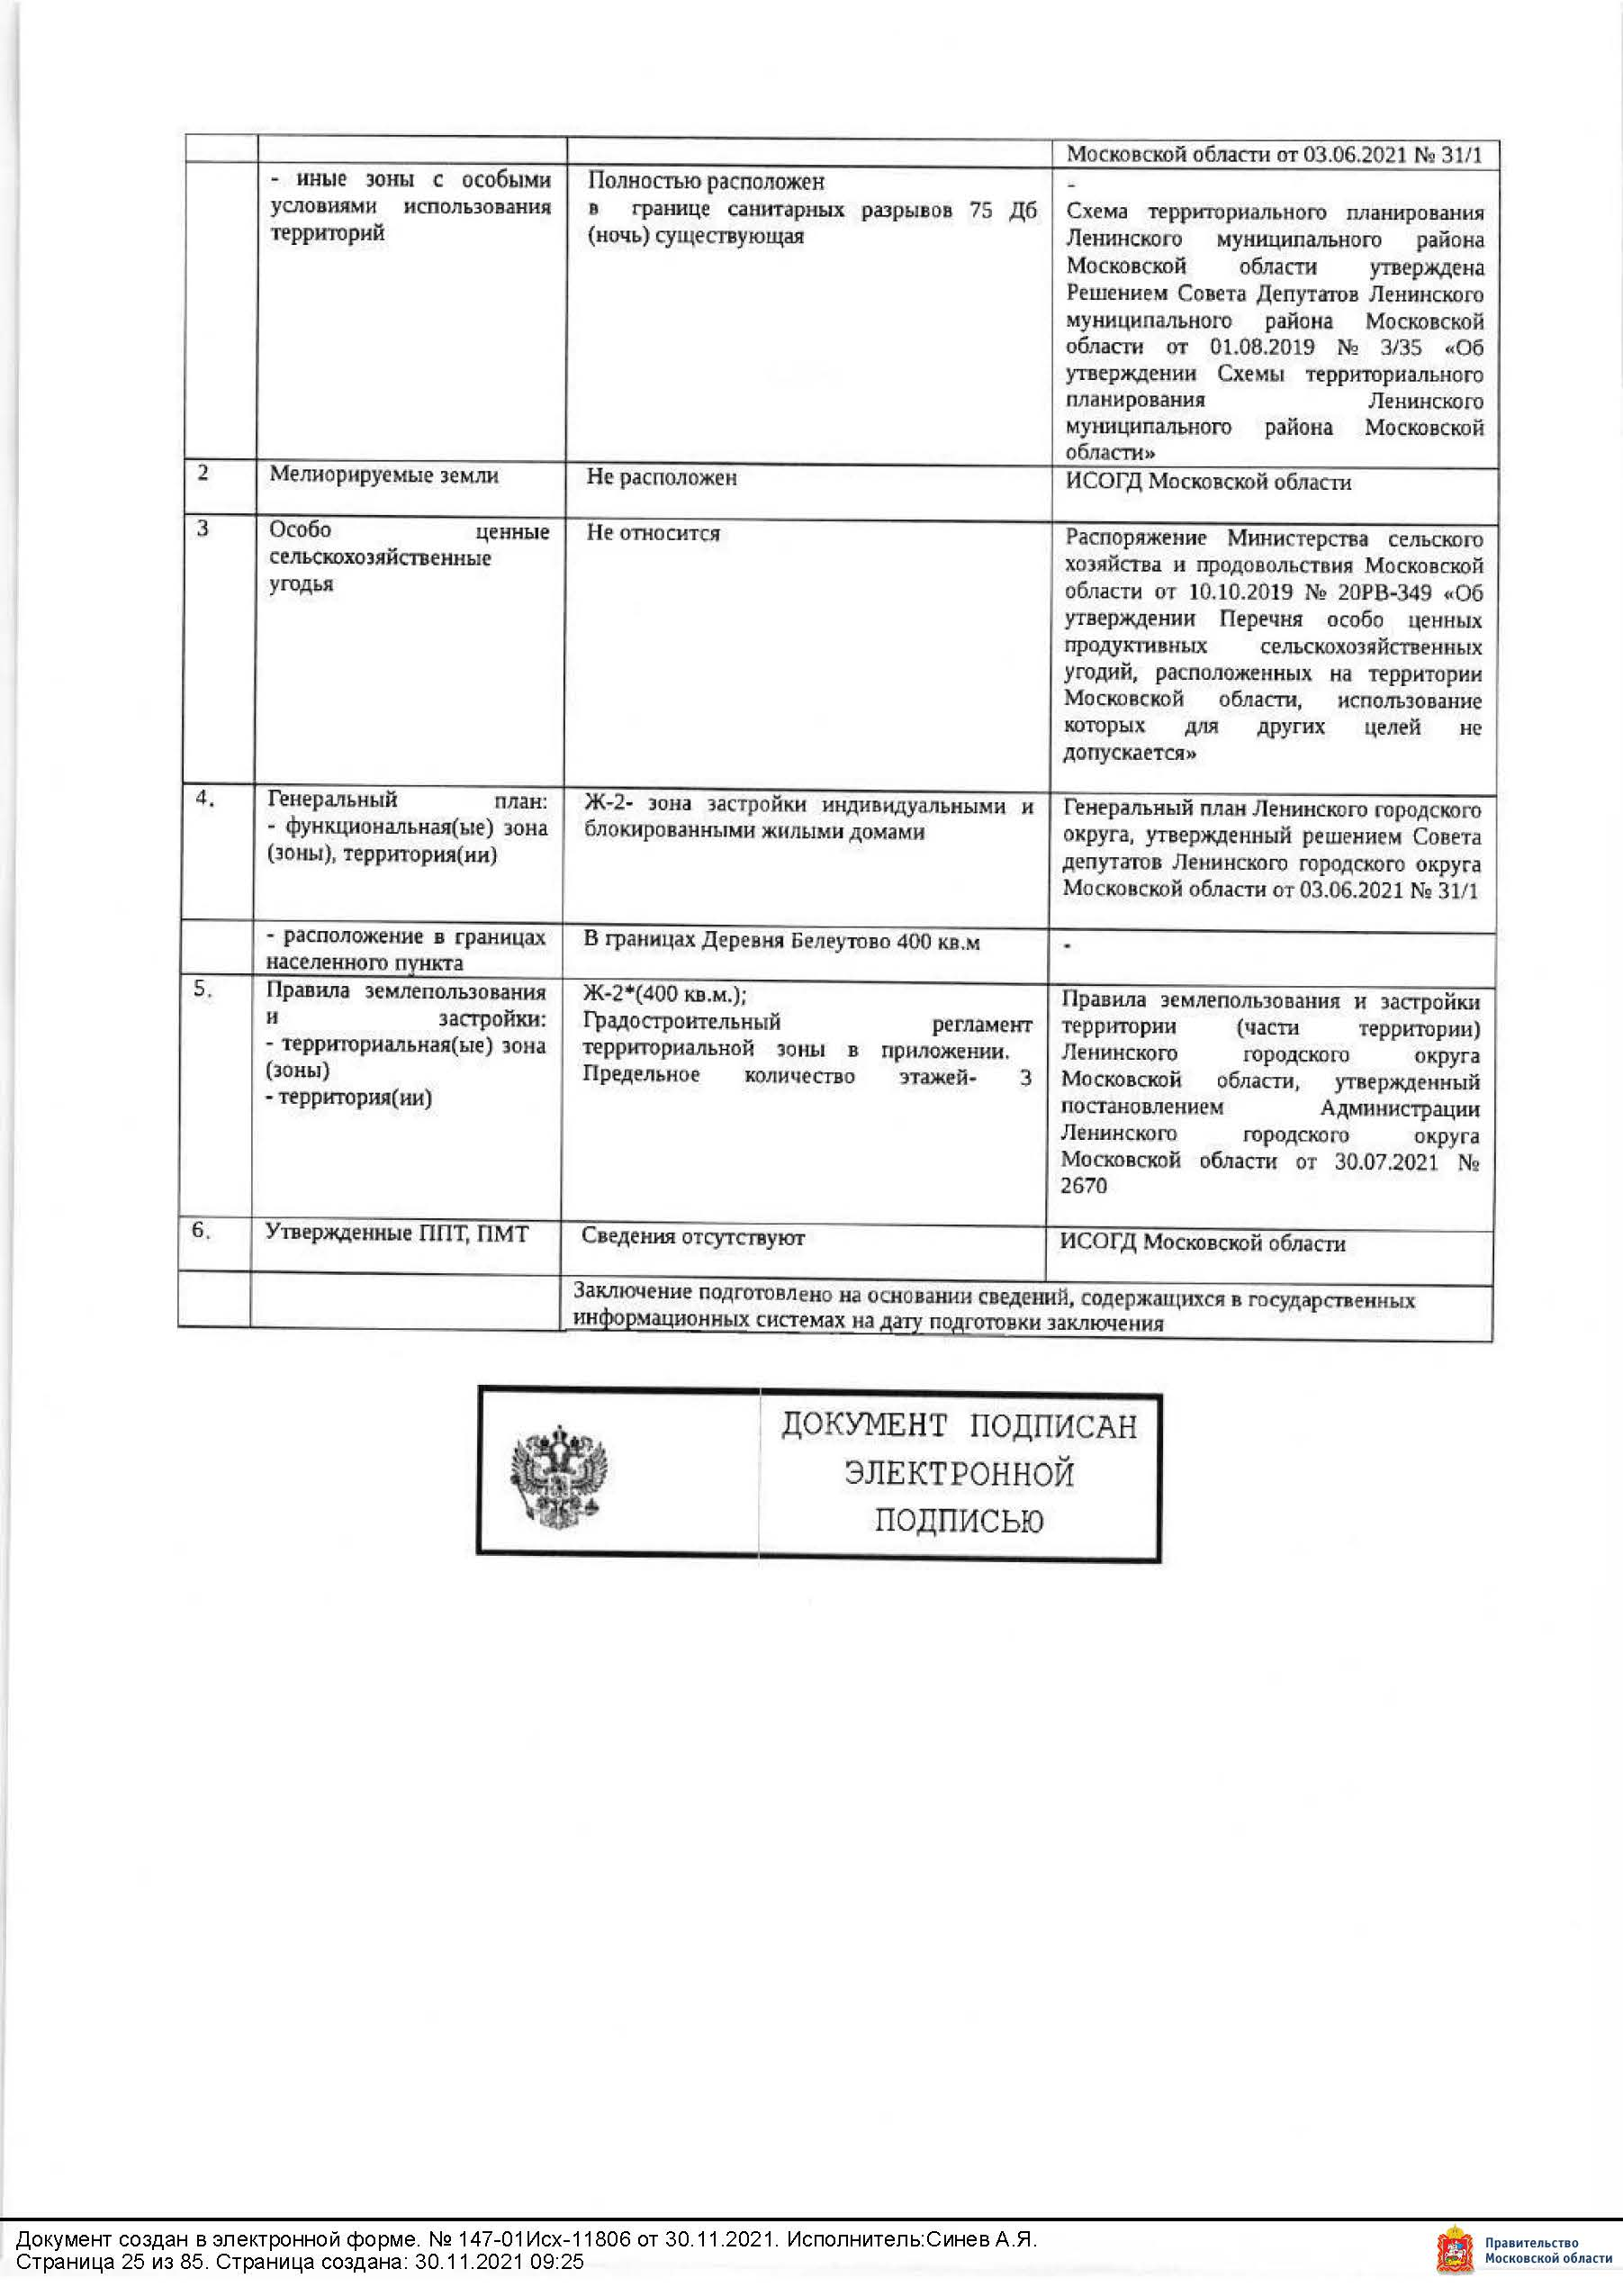 Московской области от 03.06.2021 № 31/1
- иные зоны с особыми
условиями использования
территорий
Полностью расположен
в границе санитарных разрывов 75 Дб
(ночь) существующая
-
Схема территориального планирования
Ленинского муниципального района
Московской области утверждена
Решением Совета Депутатов Ленинского
муниципального района Московской
области от 01.08.2019 № 3/35 «Об
утверждении Схемы территориального
планирования Ленинского
муниципального района Московской
области»
2
Мелиорируемые земли
Не расположен
ИСОГД Московской области
3
Особо ценные
сельскохозяйственные
угодья
Не относится
Распоряжение Министерства сельского
хозяйства и продовольствия Московской
области от 10.10.2019 № 20РВ-349 «Об
утверждении Перечня особо ценных
продуктивных сельскохозяйственных
угодий, расположенных на территории
Московской области, использование
которых для других целей не
допускается»
4.
Генеральный план:
- функциональная(ые) зона
(зоны), территория(ии)
Ж-2- зона застройки индивидуальными и
блокированными жилыми домами
Генеральный план Ленинского городского
округа, утвержденный решением Совета
депутатов Ленинского городского округа
Московской области от 03.06.2021 № 31/1
- расположение в границах
населенного пункта
В границах Деревня Белеутово 400 кв.м
-
5.
Правила землепользования
и застройки:
- территориальная(ые) зона
(зоны)
- территория(ии)
Ж-2*(400 кв.м.);
Градостроительный регламент
территориальной зоны в приложении.
Предельное количество этажей- 3
Правила землепользования и застройки
территории (части территории)
Ленинского городского округа
Московской области, утвержденный
постановлением Администрации
Ленинского городского округа
Московской области от 30.07.2021 №
2670
6.
Утвержденные ППТ, ПМТ
Сведения отсутствуют
ИСОГД Московской области
Заключение подготовлено на основании сведений, содержащихся в государственных
информационных системах на дату подготовки заключения
ДОКУМЕНТ ПОДПИСАН
ЭЛЕКТРОННОЙ
ПОДПИСЬЮ
Документ создан в электронной форме. № 147-01Исх-11806 от 30.11.2021. Исполнитель:Синев А.Я.
Страница 25 из 85. Страница создана: 30.11.2021 09:25
Правительство
Московской области